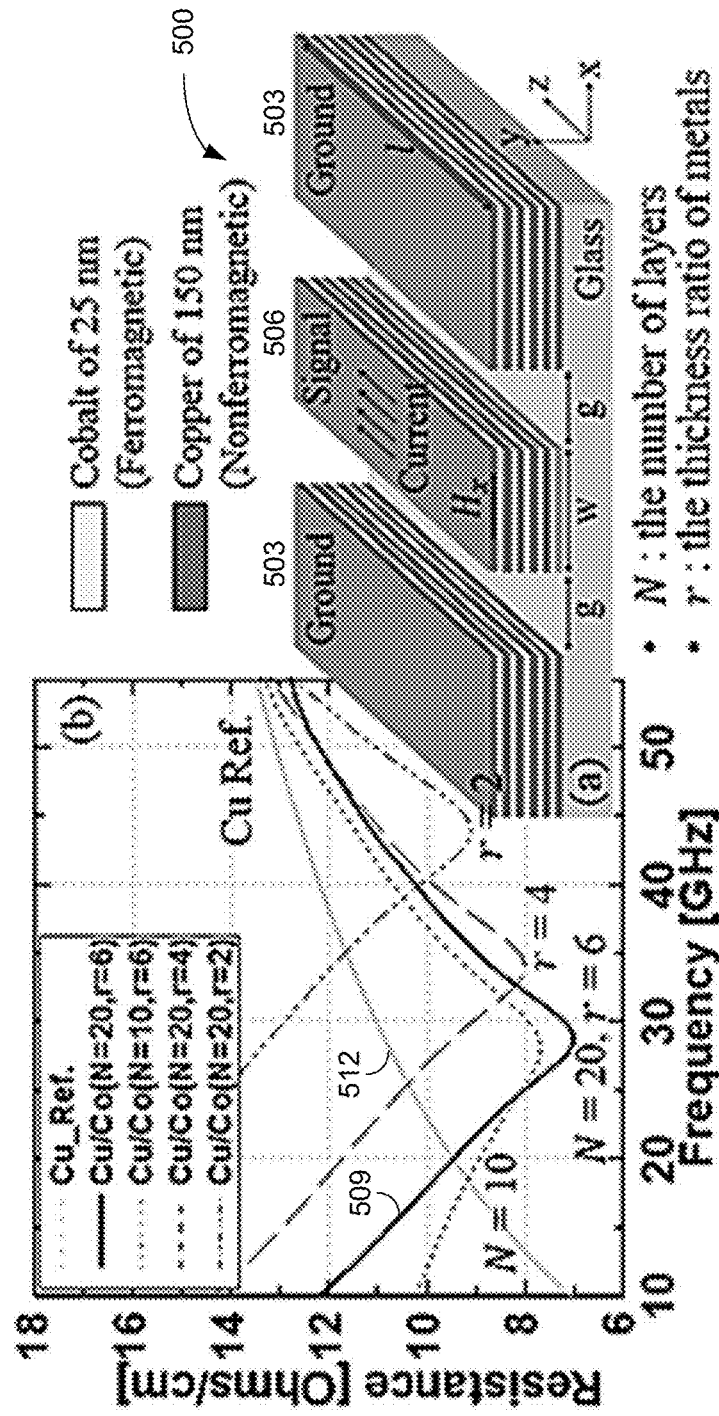 18
16
14
12
10
8
6
Resistance [Ohms/cm]
10
20
30
40
50
Frequency [GHz]
Cu_Ref.
Cu/Co(N=20,r=6)
Cu/Co(N=10,r=6)
Cu/Co(N=20,r=4)
Cu/Co(N=20,r=2)
(b)
Cu Ref.
512
509
N = 10
N = 20, r = 6
r = 4
r = 2
Cobalt of 25 nm
(Ferromagnetic)
Copper of 150 nm
(Nonferromagnetic)
500
503
506
503
Ground
Signal
Ground
Current
Hx
l
y
z
x
g
w
g
Glass
(a)
• N : the number of layers
• r : the thickness ratio of metals